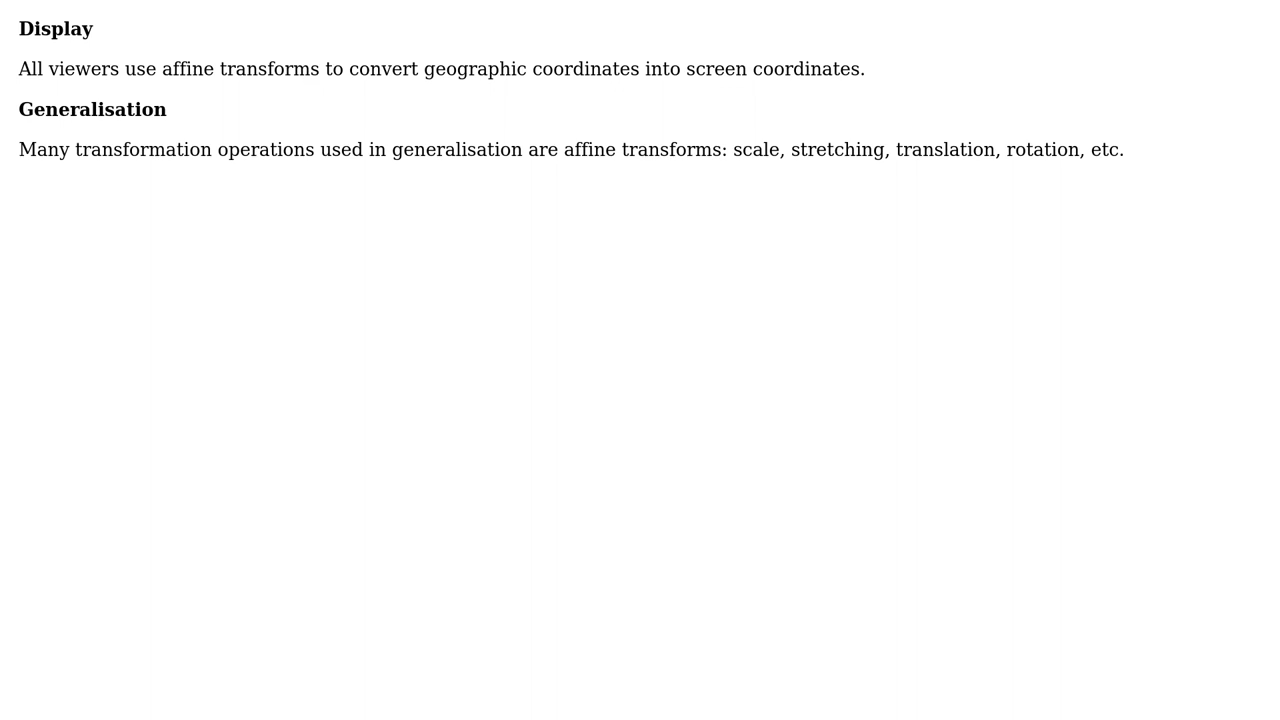 Display
All viewers use affine transforms to convert geographic coordinates into screen coordinates.
Generalisation
Many transformation operations used in generalisation are affine transforms: scale, stretching, translation, rotation, etc.